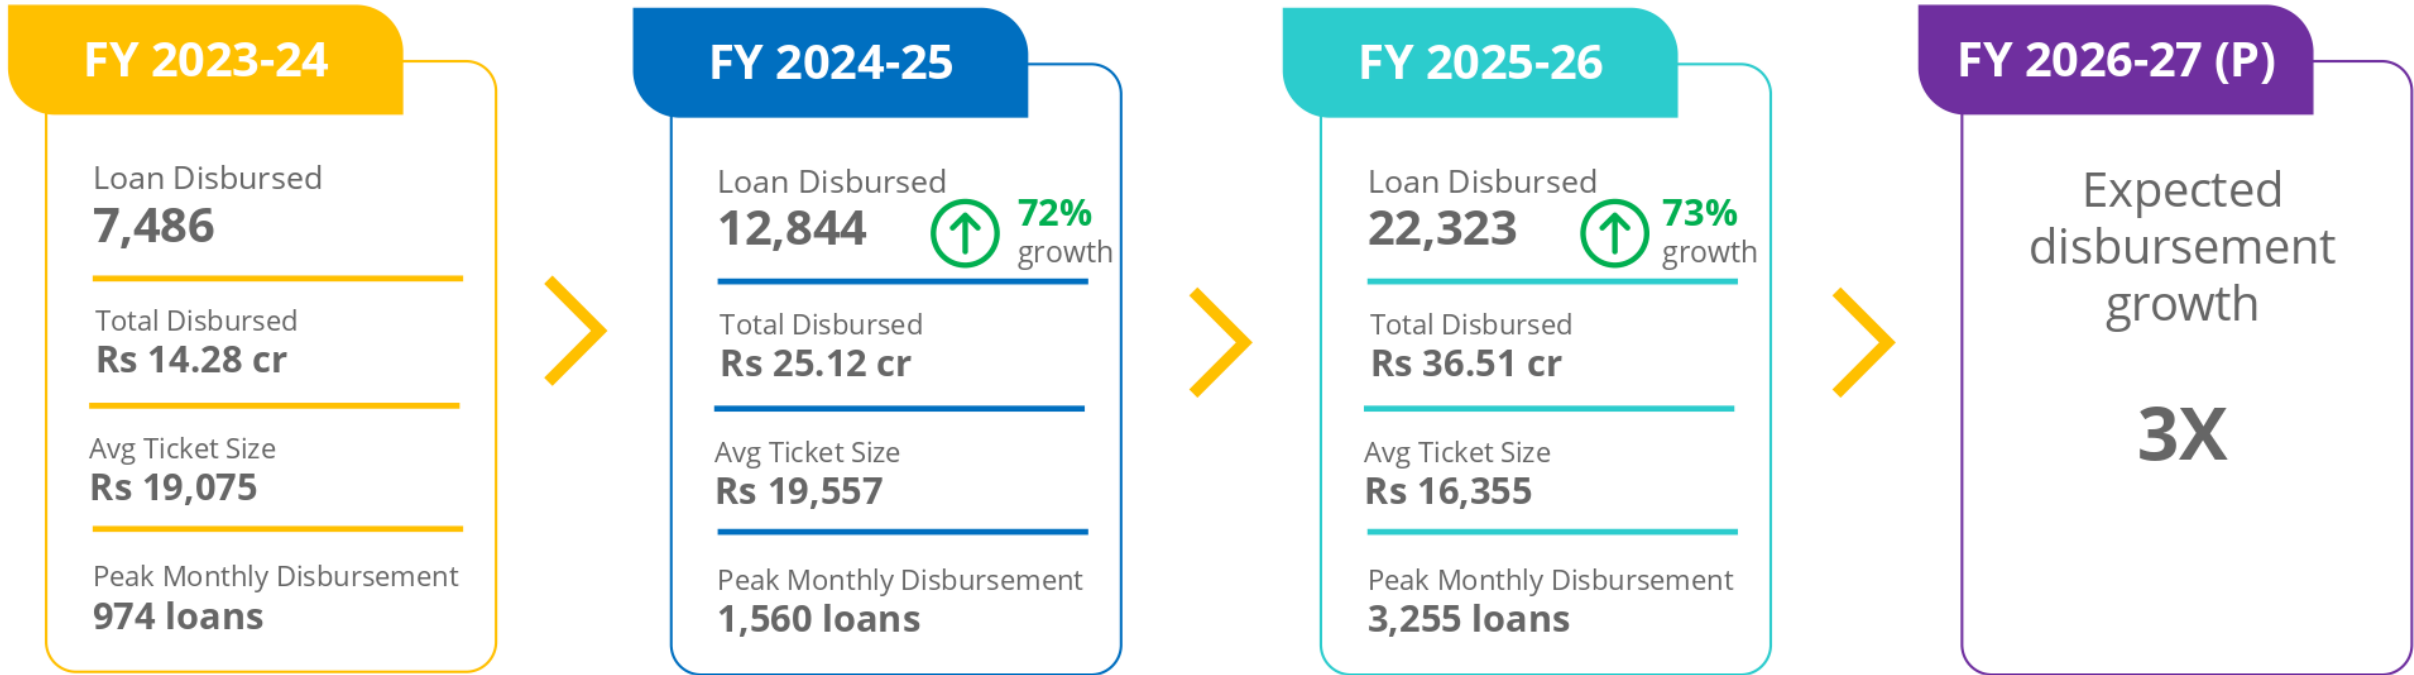 FY 2023-24
Loan Disbursed
7,486
Total Disbursed
Rs 14.28 cr
Avg Ticket Size
Rs 19,075
Peak Monthly Disbursement
974 loans
FY 2024-25
Loan Disbursed
12,844
72%
growth
Total Disbursed
Rs 25.12 cr
Avg Ticket Size
Rs 19,557
Peak Monthly Disbursement
1,560 loans
FY 2025-26
Loan Disbursed
22,323
73%
growth
Total Disbursed
Rs 36.51 cr
Avg Ticket Size
Rs 16,355
Peak Monthly Disbursement
3,255 loans
FY 2026-27 (P)
Expected
disbursement
growth
3X